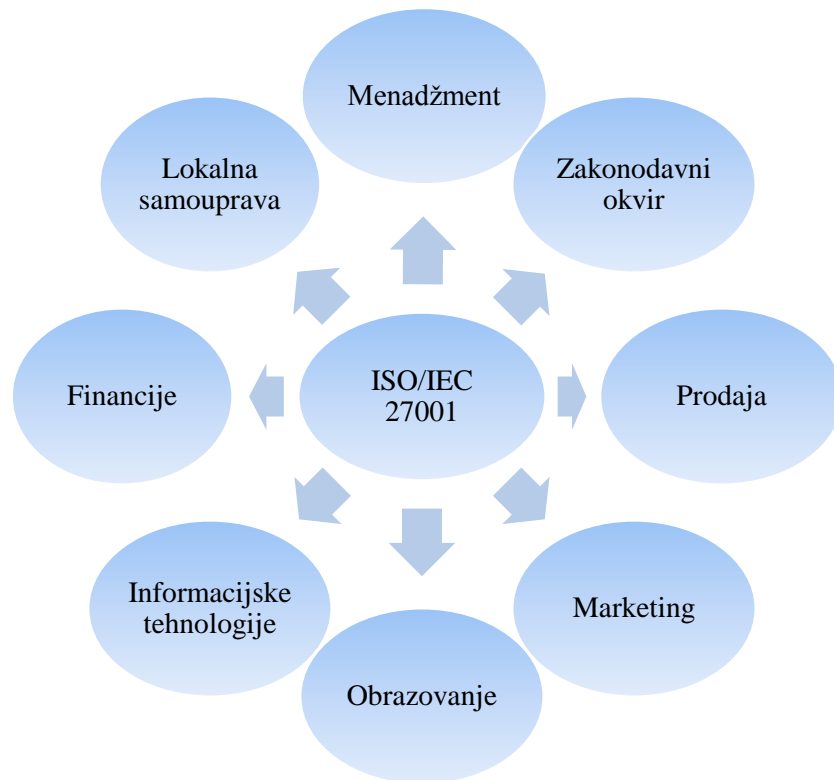 Menadžment
Lokalna
samouprava
Zakonodavni
okvir
Financije
ISO/IEC
27001
Prodaja
Informacijske
tehnologije
Marketing
Obrazovanje